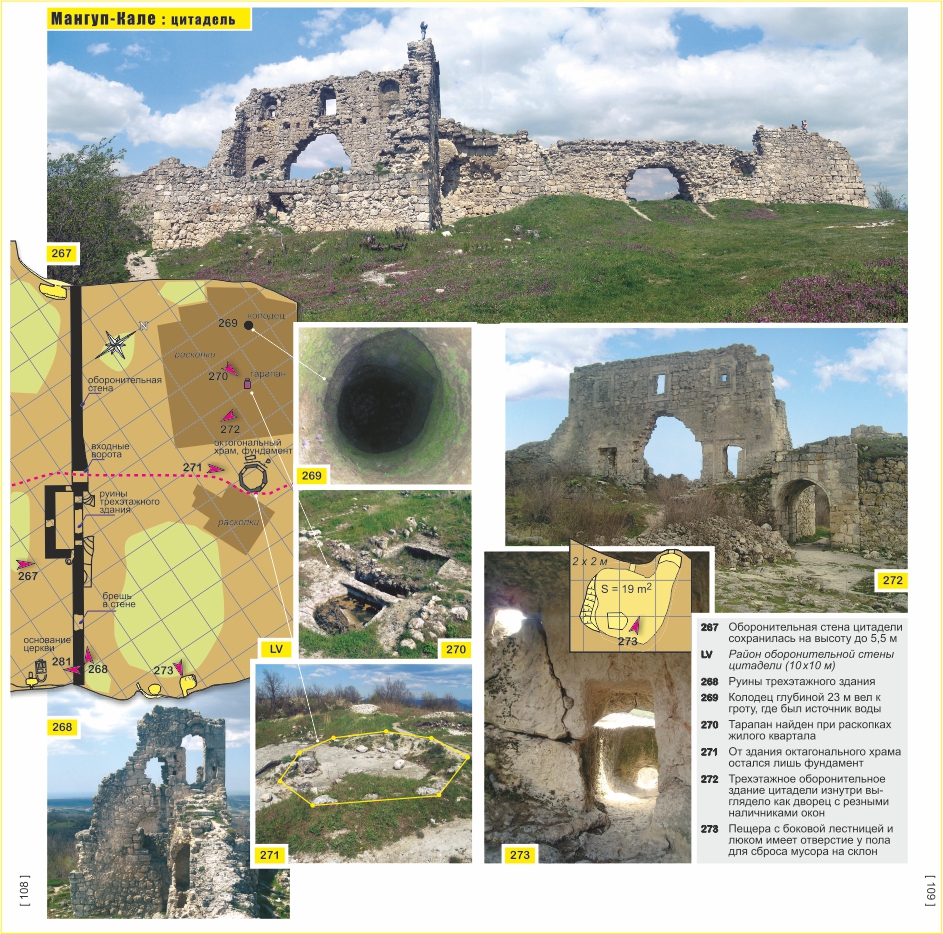 Мангуп-Кале : цитадель
267
колодец
269
раскопки
270
тарапан
оборонительная
стена
272
октогональный
храм, фундамент
входные
ворота
271
руины
трехэтажного
здания
раскопки
267
брешь
в стене
основание
церкви
281
268
273
N
LV
269
270
271
268
272
2 х 2 м
S = 19 m²
273
273
267 Оборонительная стена цитадели
сохранилась на высоту до 5,5 м
LV Район оборонительной стены
цитадели (10х10 м)
268 Руины трехэтажного здания
269 Колодец глубиной 23 м вел к
гроту, где был источник воды
270 Тарапан найден при раскопках
жилого квартала
271 От здания октагонального храма
остался лишь фундамент
272 Трехэтажное оборонительное
здание цитадели изнутри вы-
глядело как дворец с резными
наличниками окон
273 Пещера с боковой лестницей и
люком имеет отверстие у пола
для сброса мусора на склон
[ 108 ]
[ 109 ]